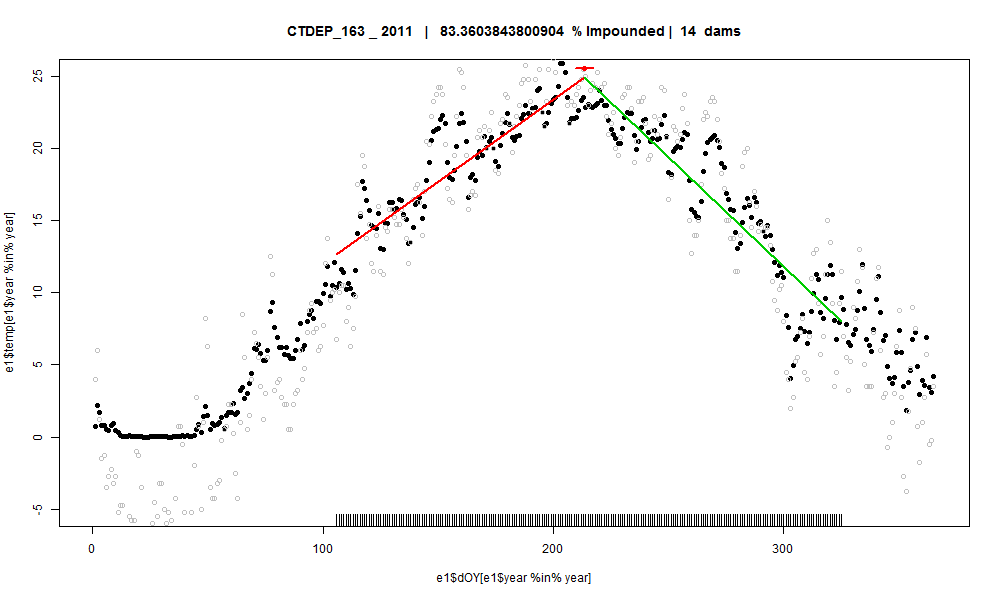 CTDEP_163 _ 2011 | 83.3603843800904 % Impounded | 14 dams
e1$temp[e1$year %in% year]
25
20
15
10
5
0
-5
0 100 200 300
e1$dOY[e1$year %in% year]